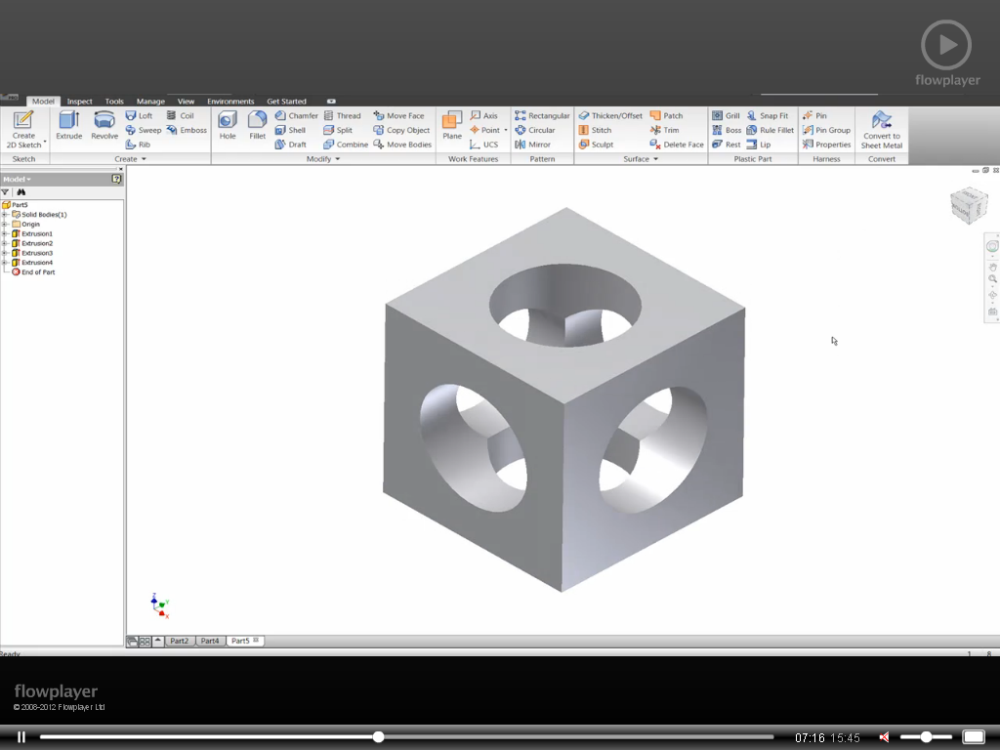 flowplayer
Model Inspect Tools Manage View Environments Get Started
Loft Coil Chamfer Thread Move Face Axis Rectangular Thicken/Offset Patch Grill Snap Fit Pin
Create 2D Sketch Extrude Revolve Sweep Emboss Hole Fillet Shell Split Copy Object Plane Point Circular Stitch Trim Boss Rule Fillet Pin Group Convert to Sheet Metal
Rib Draft Combine Move Bodies UCS Mirror Sculpt Delete Face Rest Lip Properties
Sketch Create Modify Work Features Pattern Surface Plastic Part Harness Convert
Model
Part5
Solid Bodies(1)
Origin
Extrusion1
Extrusion2
Extrusion3
Extrusion4
End of Part
Z
Y
X
Part2 Part4 Part5
Ready 1 8
flowplayer
© 2008-2012 Flowplayer Ltd
07:16 15:45